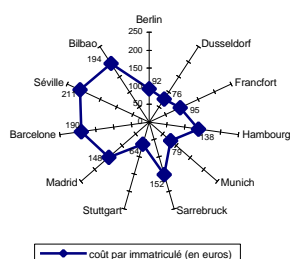 Berlin
Bilbao
Dusseldorf
250
200
150
100
50
194
92
76
Séville
Francfort
211
95
Barcelone
190
138
Hambourg
148
64
79
152
Madrid
Munich
Stuttgart
Sarrebruck
coût par immatriculé (en euros)